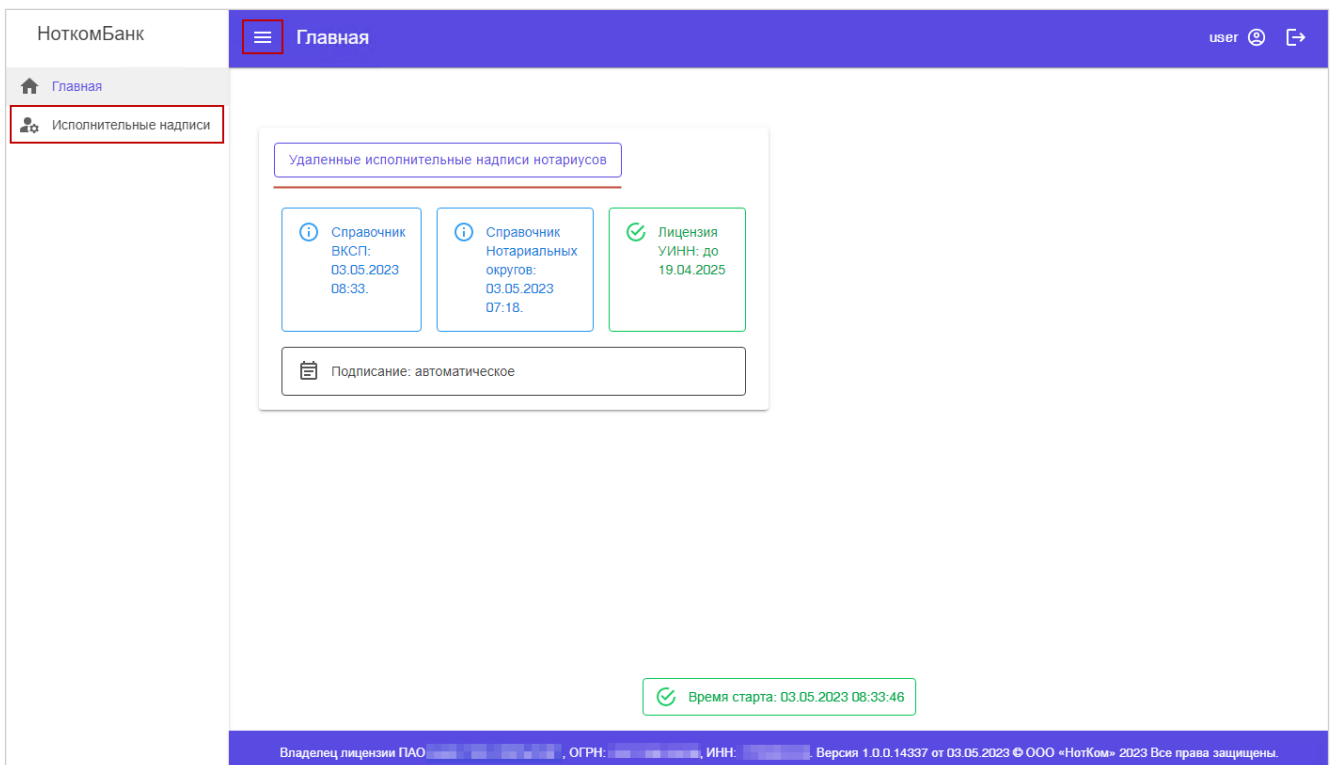 НоткомБанк
Главная
user
Главная
Исполнительные надписи
Удаленные исполнительные надписи нотариусов
Справочник
ВКСП:
03.05.2023
08:33.
Справочник
Нотариальных
округов:
03.05.2023
07:18.
Лицензия
УИНН: до
19.04.2025
Подписание: автоматическое
Время старта: 03.05.2023 08:33:46
Владелец лицензии ПАО , ОГРН: , ИНН: . Версия 1.0.0.14337 от 03.05.2023 © ООО «НотКом» 2023 Все права защищены.